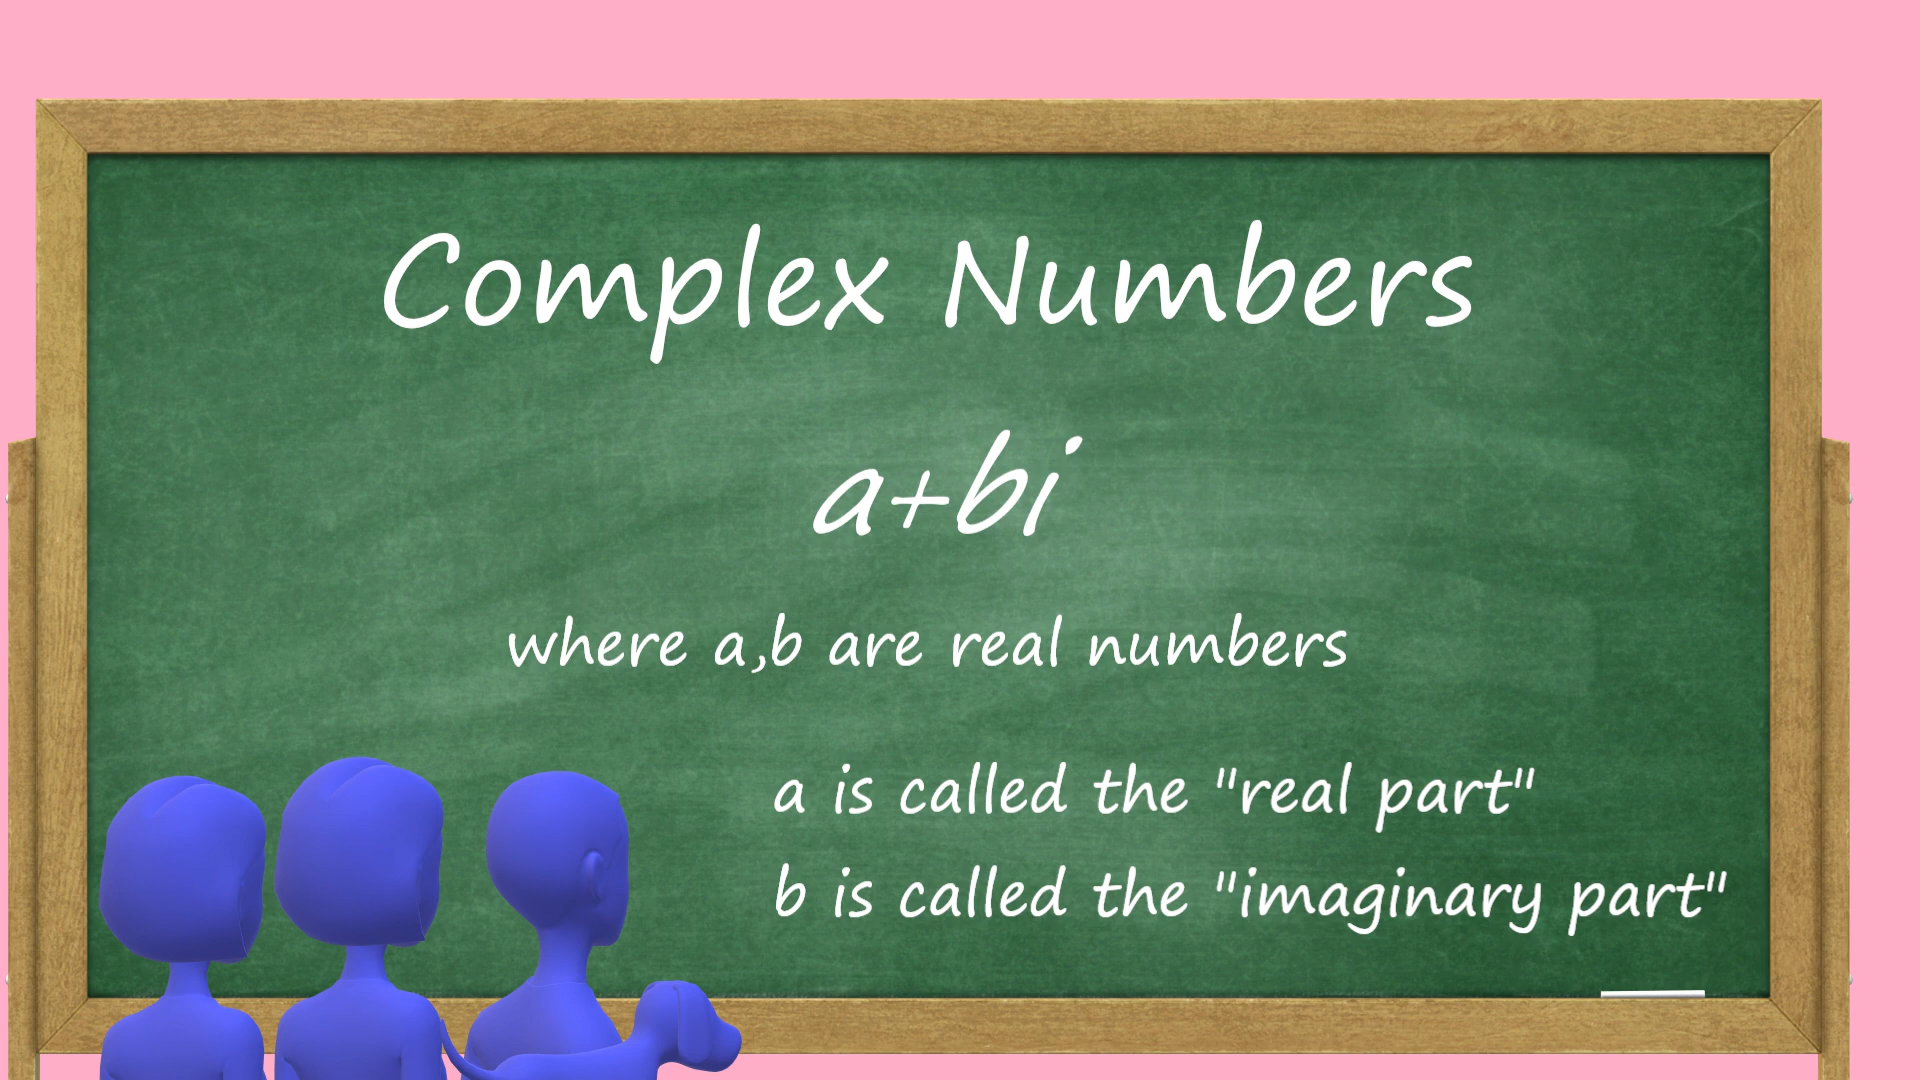 Complex Numbers
a+bi
where a,b are real numbers
a is called the "real part"
b is called the "imaginary part"